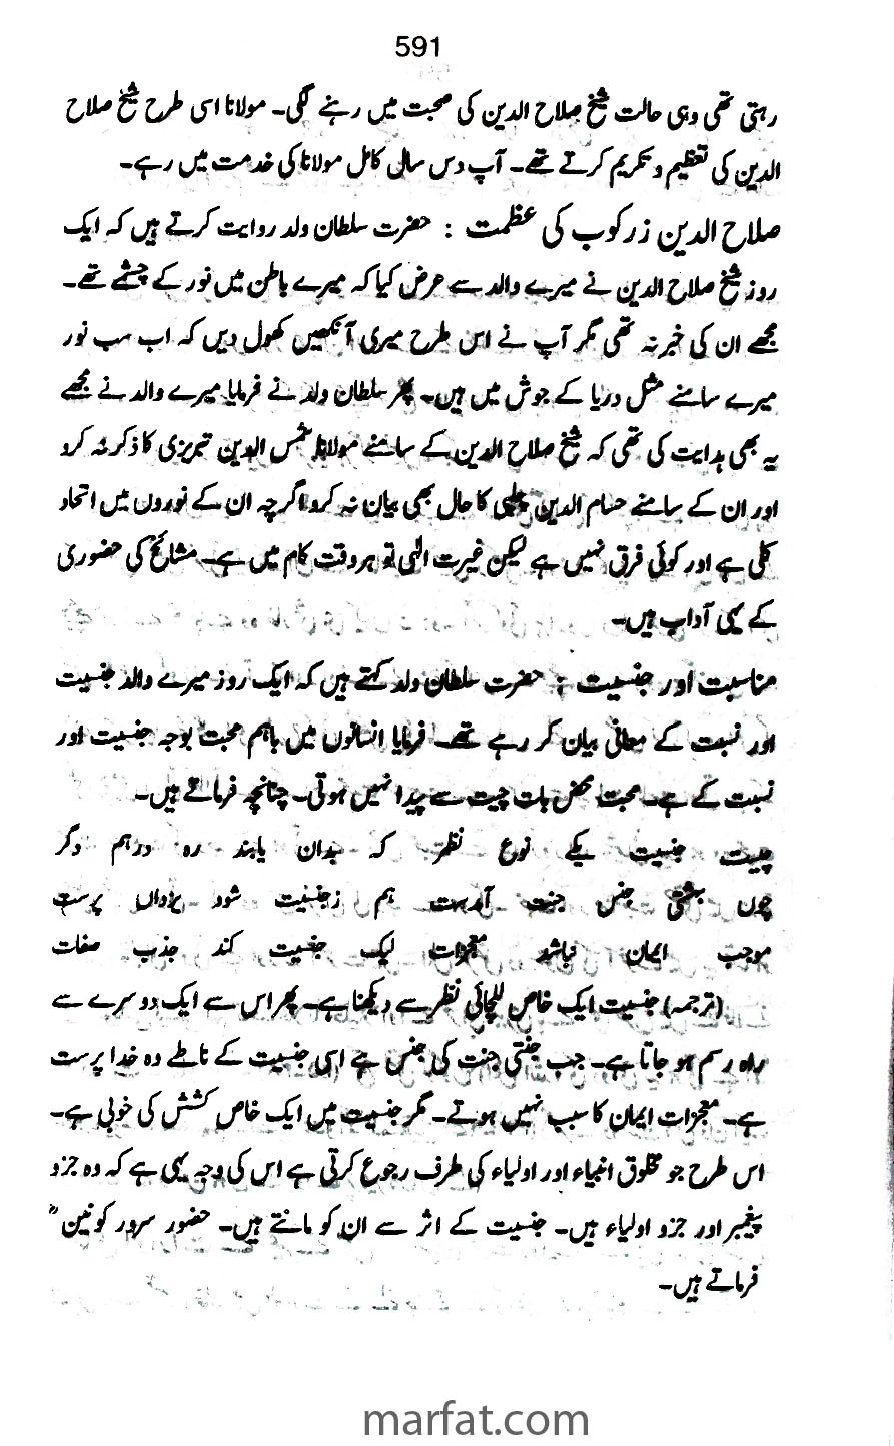 591
رہتی تھی وہی حالت شیخ صلاح الدین کی صحبت میں رہنے لگی۔ مولانا اسی طرح شیخ صلاح
الدین کی تعظیم و تکریم کرتے تھے۔ آپ دس سال کامل مولانا کی خدمت میں رہے۔
صلاح الدین زرکوب کی عظمت : حضرت سلطان ولد روایت کرتے ہیں کہ ایک
روز شیخ صلاح الدین نے میرے والد سے عرض کیا کہ میرے باطن میں نور کے چشمے تھے۔
مجھے ان کی خبر نہ تھی مگر آپ نے اس طرح میری آنکھیں کھول دیں کہ اب سب نور
میرے سامنے مثل دریا کے جوش میں ہیں۔ پھر سلطان ولد نے فرمایا میرے والد نے مجھے
یہ بھی ہدایت کی تھی کہ شیخ صلاح الدین کے سامنے مولانا شمس الدین تبریزی کا ذکر نہ کرو
اور ان کے سامنے حسام الدین چلپی کا حال بھی بیان نہ کرو اگرچہ ان کے نوروں میں اتحاد
کلی ہے اور کوئی فرق نہیں ہے لیکن غیرت الٰہی تو ہر وقت کام میں ہے۔ مشائخ کی حضوری
کے یہی آداب ہیں۔
مناسبت اور جنسیت : حضرت سلطان ولد کہتے ہیں کہ ایک روز میرے والد جنسیت
اور نسبت کے معانی بیان کر رہے تھے۔ فرمایا انسانوں میں باہم محبت بوجہ جنسیت اور
نسبت کے ہے۔ محبت محض بات چیت سے پیدا نہیں ہوتی۔ چنانچہ فرماتے ہیں۔
چیست جنسیت یکے نوع نظر کہ بدان یابند رہ درہم دگر
چوں بہشتی جنس جنت آمدست ہم زجنسیت شود یزداں پرست
موجب ایمان نباشد معجزات لیک جنسیت کند جذب صفات
(ترجمہ) جنسیت ایک خاص للچائی نظر سے دیکھنا ہے۔ پھر اس سے ایک دوسرے سے
راہ رسم ہو جاتا ہے۔ جب جنتی جنت کی جنس ہے اسی جنسیت کے ناطے وہ خدا پرست
ہے۔ معجزات ایمان کا سبب نہیں ہوتے۔ مگر جنسیت میں ایک خاص کشش کی خوبی ہے۔
اس طرح جو مخلوق انبیاء اور اولیاء کی طرف رجوع کرتی ہے اس کی وجہ یہی ہے کہ وہ جزو
پیغمبر اور جزو اولیاء ہیں۔ جنسیت کے اثر سے ان کو مانتے ہیں۔ حضور سرور کونین ؐ
فرماتے ہیں۔
marfat.com